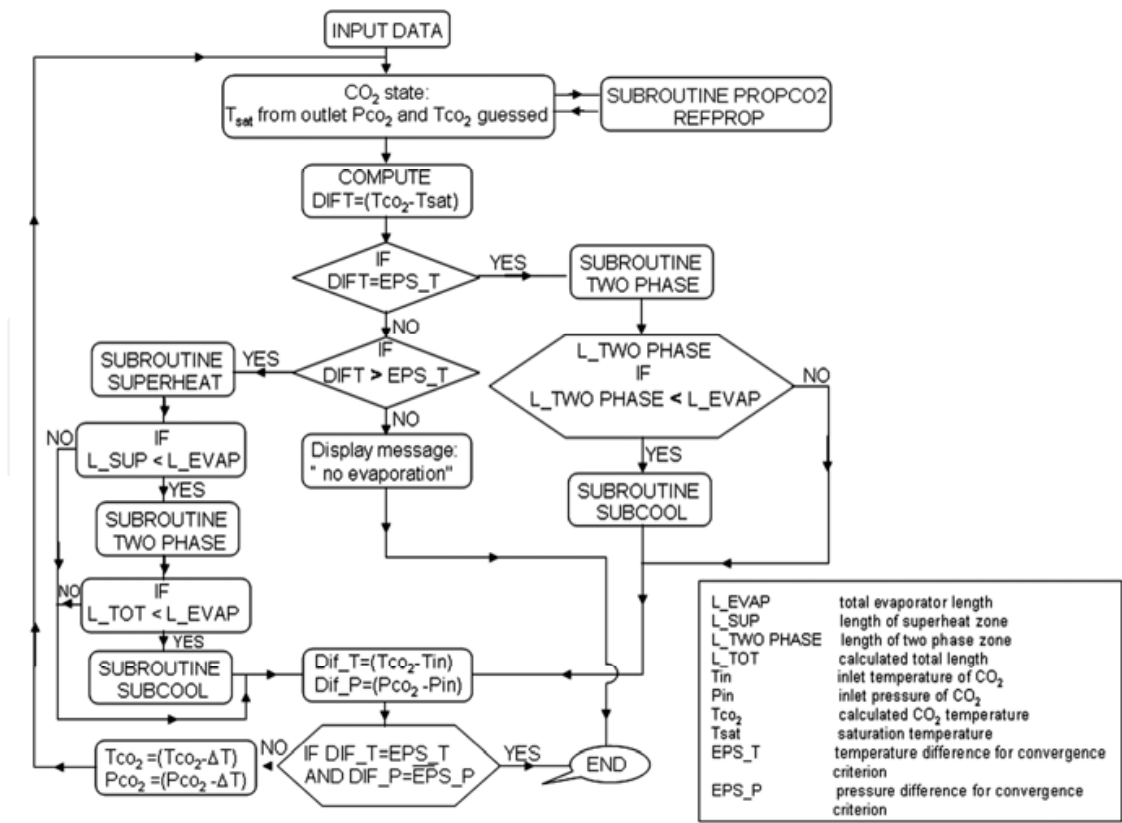 INPUT DATA
CO₂ state:
Tsat from outlet Pco₂ and Tco₂ guessed
SUBROUTINE PROPCO2
REFPROP
COMPUTE
DIFT=(Tco₂-Tsat)
IF
DIFT=EPS_T
YES
SUBROUTINE
TWO PHASE
NO
IF
DIFT > EPS_T
YES
SUBROUTINE
SUPERHEAT
L_TWO PHASE
IF
L_TWO PHASE < L_EVAP
NO
NO
Display message:
" no evaporation"
NO
IF
L_SUP < L_EVAP
YES
SUBROUTINE
TWO PHASE
YES
SUBROUTINE
SUBCOOL
NO
IF
L_TOT < L_EVAP
YES
SUBROUTINE
SUBCOOL
Dif_T=(Tco₂-Tin)
Dif_P=(Pco₂ -Pin)
IF DIF_T=EPS_T
AND DIF_P=EPS_P
NO
Tco₂ =(Tco₂-ΔT)
Pco₂ =(Pco₂ -ΔT)
YES
END
L_EVAP total evaporator length
L_SUP length of superheat zone
L_TWO PHASE length of two phase zone
L_TOT calculated total length
Tin inlet temperature of CO₂
Pin inlet pressure of CO₂
Tco₂ calculated CO₂ temperature
Tsat saturation temperature
EPS_T temperature difference for convergence
criterion
EPS_P pressure difference for convergence
criterion